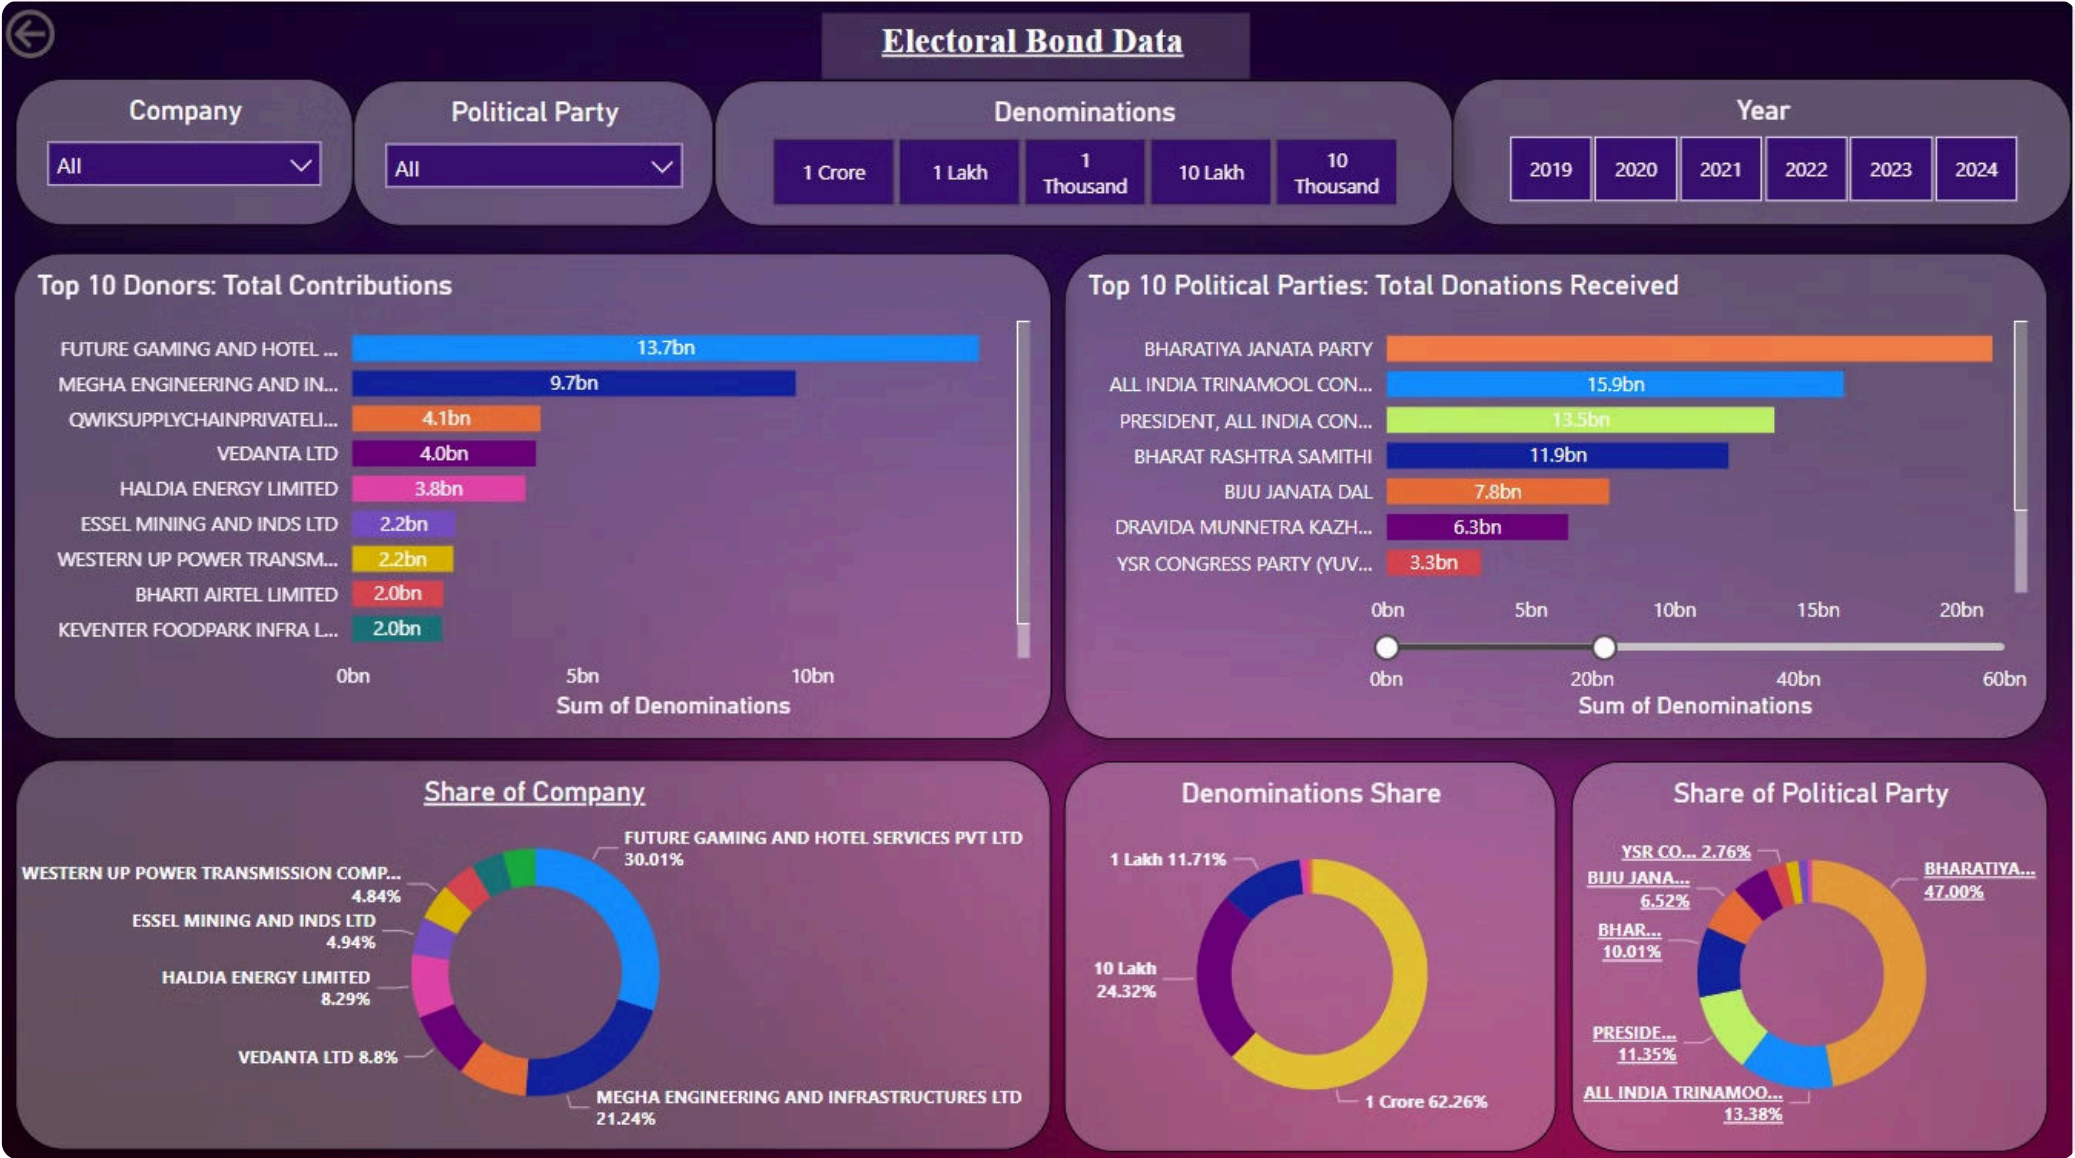 Electoral Bond Data
Company
All
Political Party
All
Denominations
1 Crore
1 Lakh
1
Thousand
10 Lakh
10
Thousand
Year
2019
2020
2021
2022
2023
2024
Top 10 Donors: Total Contributions
FUTURE GAMING AND HOTEL ...
13.7bn
MEGHA ENGINEERING AND IN...
9.7bn
QWIKSUPPLYCHAINPRIVATELI...
4.1bn
VEDANTA LTD
4.0bn
HALDIA ENERGY LIMITED
3.8bn
ESSEL MINING AND INDS LTD
2.2bn
WESTERN UP POWER TRANSM...
2.2bn
BHARTI AIRTEL LIMITED
2.0bn
KEVENTER FOODPARK INFRA L...
2.0bn
0bn
5bn
10bn
Sum of Denominations
Top 10 Political Parties: Total Donations Received
BHARATIYA JANATA PARTY
ALL INDIA TRINAMOOL CON...
15.9bn
PRESIDENT, ALL INDIA CON...
13.5bn
BHARAT RASHTRA SAMITHI
11.9bn
BIJU JANATA DAL
7.8bn
DRAVIDA MUNNETRA KAZH...
6.3bn
YSR CONGRESS PARTY (YUV...
3.3bn
0bn
5bn
10bn
15bn
20bn
0bn
20bn
40bn
60bn
Sum of Denominations
Share of Company
FUTURE GAMING AND HOTEL SERVICES PVT LTD
30.01%
WESTERN UP POWER TRANSMISSION COMP...
4.84%
ESSEL MINING AND INDS LTD
4.94%
HALDIA ENERGY LIMITED
8.29%
VEDANTA LTD 8.8%
MEGHA ENGINEERING AND INFRASTRUCTURES LTD
21.24%
Denominations Share
1 Lakh 11.71%
10 Lakh
24.32%
1 Crore 62.26%
Share of Political Party
YSR CO... 2.76%
BIJU JANA...
6.52%
BHAR...
10.01%
PRESIDE...
11.35%
ALL INDIA TRINAMOO...
13.38%
BHARATIYA...
47.00%